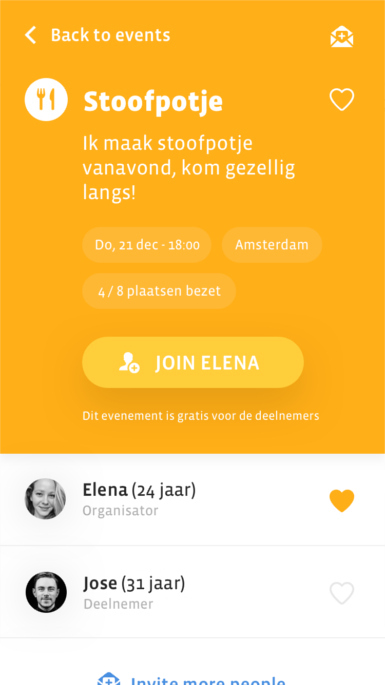 Back to events
Stoofpotje
Ik maak stoofpotje
vanavond, kom gezellig
langs!
Do, 21 dec - 18:00
Amsterdam
4 / 8 plaatsen bezet
JOIN ELENA
Dit evenement is gratis voor de deelnemers
Elena (24 jaar)
Organisator
Jose (31 jaar)
Deelnemer
Invite more people